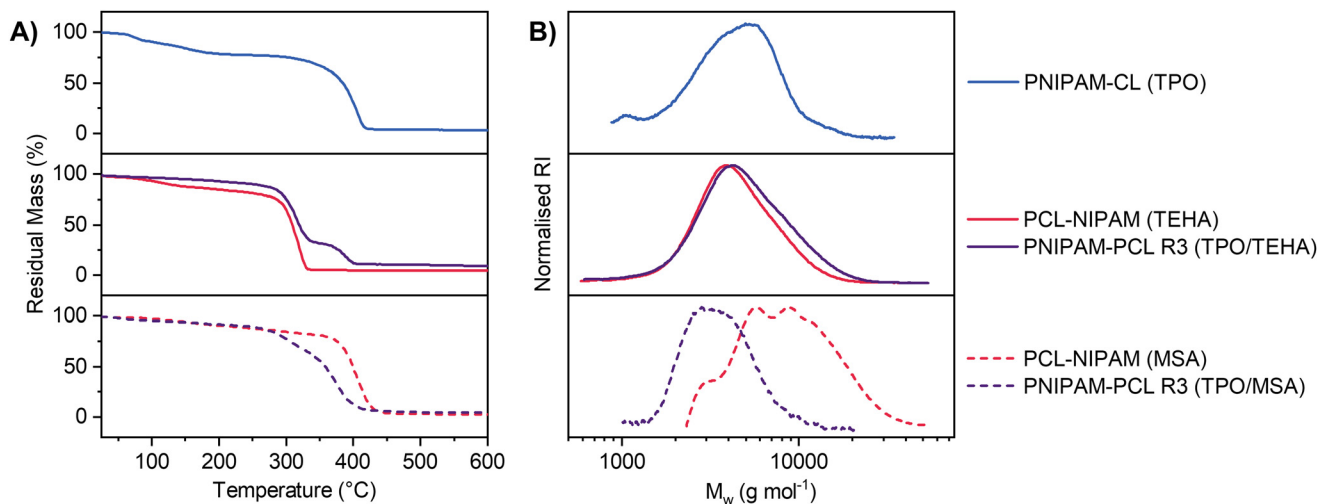 A)
100
50
0
100
50
0
100
50
0
Residual Mass (%)
100 200 300 400 500 600
Temperature (°C)
B)
Normalised RI
1000 10000
Mw (g mol⁻¹)
PNIPAM-CL (TPO)
PCL-NIPAM (TEHA)
PNIPAM-PCL R3 (TPO/TEHA)
PCL-NIPAM (MSA)
PNIPAM-PCL R3 (TPO/MSA)